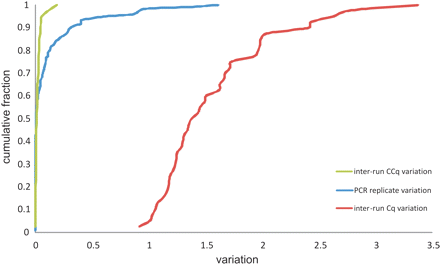 1
0.9
0.8
0.7
0.6
0.5
0.4
0.3
0.2
0.1
0
cumulative fraction
inter-run CCq variation
PCR replicate variation
inter-run Cq variation
0 0.5 1 1.5 2 2.5 3 3.5
variation